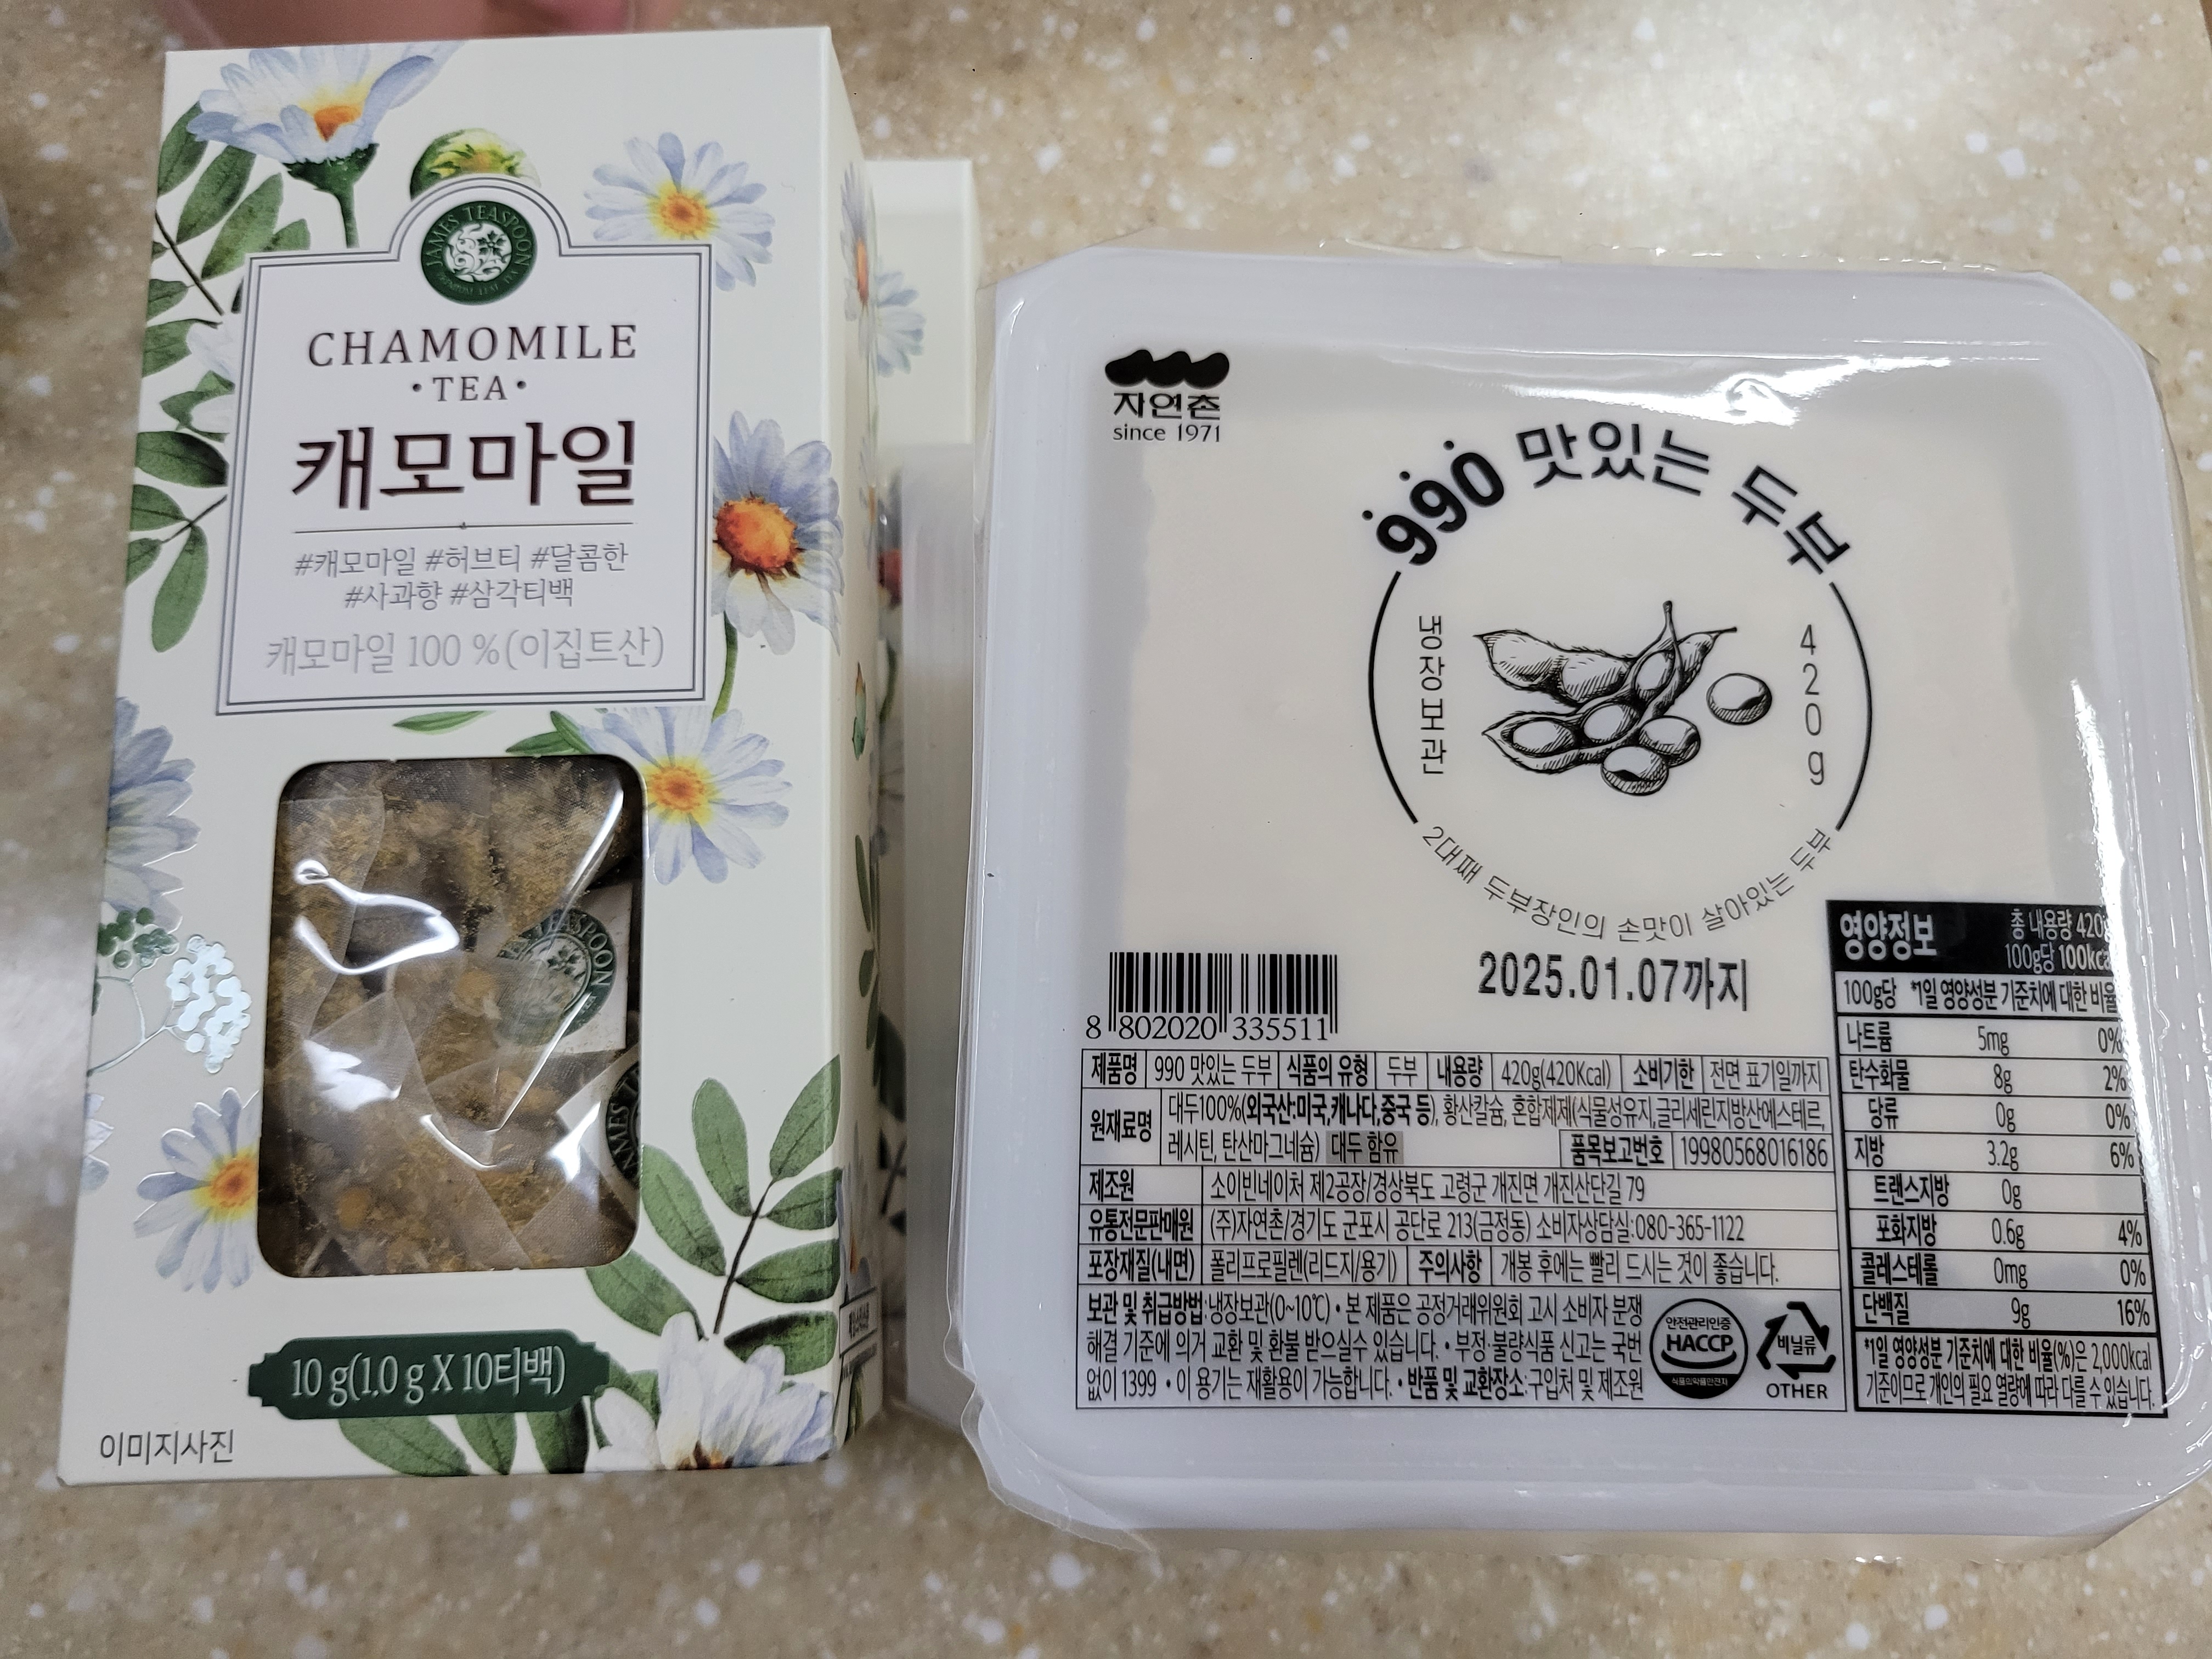 JAMES TEASPOON
CHAMOMILE
·TEA·
캐모마일
#캐모마일 #허브티 #달콤한
#사과향 #삼각티백
캐모마일 100 %(이집트산)
TEASPOON
AMES
10 g(1.0 g X 10티백)
이미지사진
자연촌
since 1971
990 맛있는 두부
냉장보관
420g
2대째 두부장인의 손맛이 살아있는 두부
2025.01.07까지
8 802020 335511
제품명 990 맛있는 두부 식품의 유형 두부 내용량 420g(420Kcal) 소비기한 전면 표기일까지
원재료명 대두100%(외국산:미국,캐나다,중국 등), 황산칼슘, 혼합제제(식물성유지,글리세린지방산에스테르,
레시틴, 탄산마그네슘) 대두 함유 품목보고번호 19980568016186
제조원 소이빈네이처 제2공장/경상북도 고령군 개진면 개진산단길 79
유통전문판매원 (주)자연촌/경기도 군포시 공단로 213(금정동) 소비자상담실:080-365-1122
포장재질(내면) 폴리프로필렌(리드지/용기) 주의사항 개봉 후에는 빨리 드시는 것이 좋습니다.
보관 및 취급방법:냉장보관(0~10℃) • 본 제품은 공정거래위원회 고시 소비자 분쟁
해결 기준에 의거 교환 및 환불 받으실수 있습니다. • 부정·불량식품 신고는 국번
없이 1399 • 이 용기는 재활용이 가능합니다. • 반품 및 교환장소:구입처 및 제조원
안전관리인증
HACCP
식품의약품안전처
비닐류
OTHER
영양정보 총 내용량 420g
100g당 100kcal
100g당 *1일 영양성분 기준치에 대한 비율
나트륨 5mg 0%
탄수화물 8g 2%
당류 0g 0%
지방 3.2g 6%
트랜스지방 0g
포화지방 0.6g 4%
콜레스테롤 0mg 0%
단백질 9g 16%
*1일 영양성분 기준치에 대한 비율(%)은 2,000kcal
기준이므로 개인의 필요 열량에 따라 다를 수 있습니다.